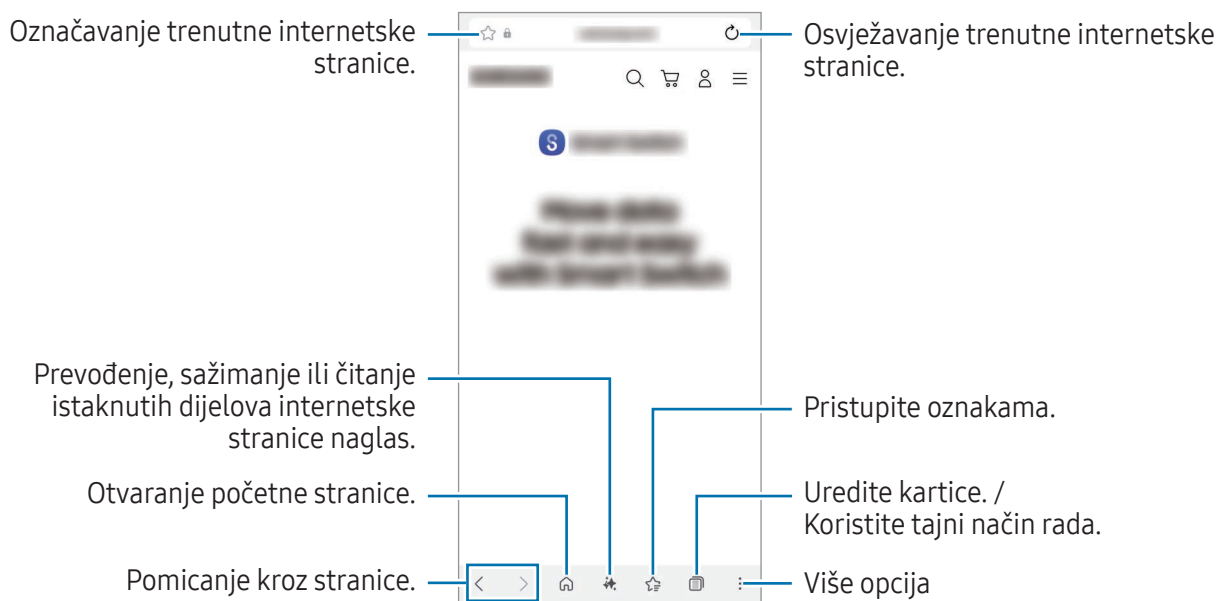 Označavanje trenutne internetske
stranice.
Osvježavanje trenutne internetske
stranice.
Prevođenje, sažimanje ili čitanje
istaknutih dijelova internetske
stranice naglas.
Pristupite oznakama.
Otvaranje početne stranice.
Uredite kartice. /
Koristite tajni način rada.
Pomicanje kroz stranice.
Više opcija